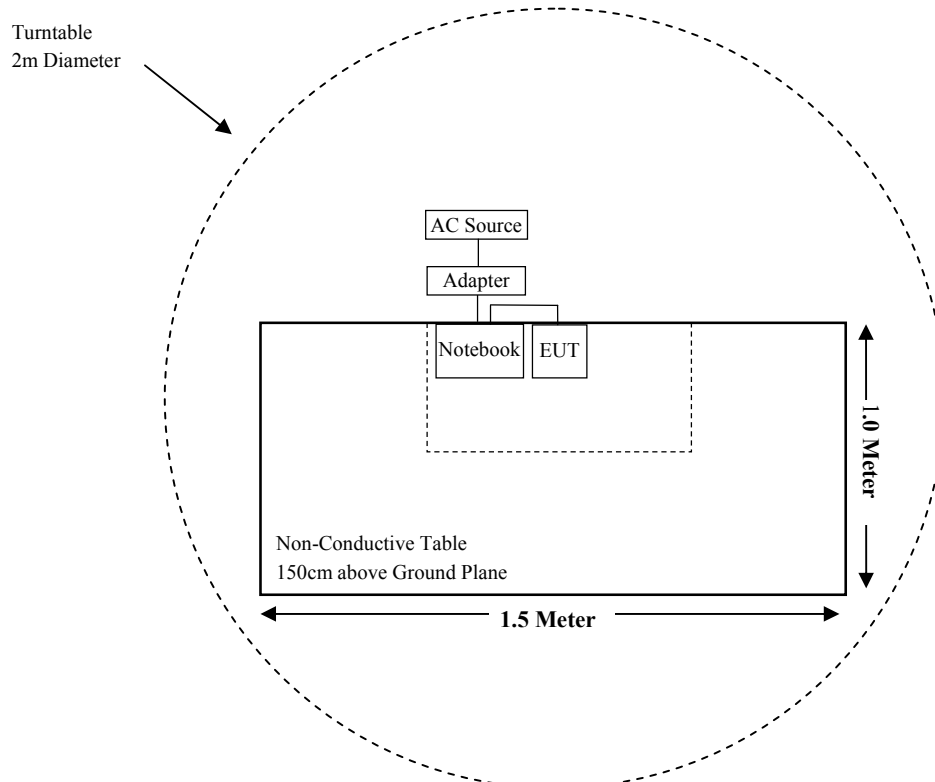 Turntable
2m Diameter
AC Source
Adapter
Notebook
EUT
1.0 Meter
Non-Conductive Table
150cm above Ground Plane
1.5 Meter